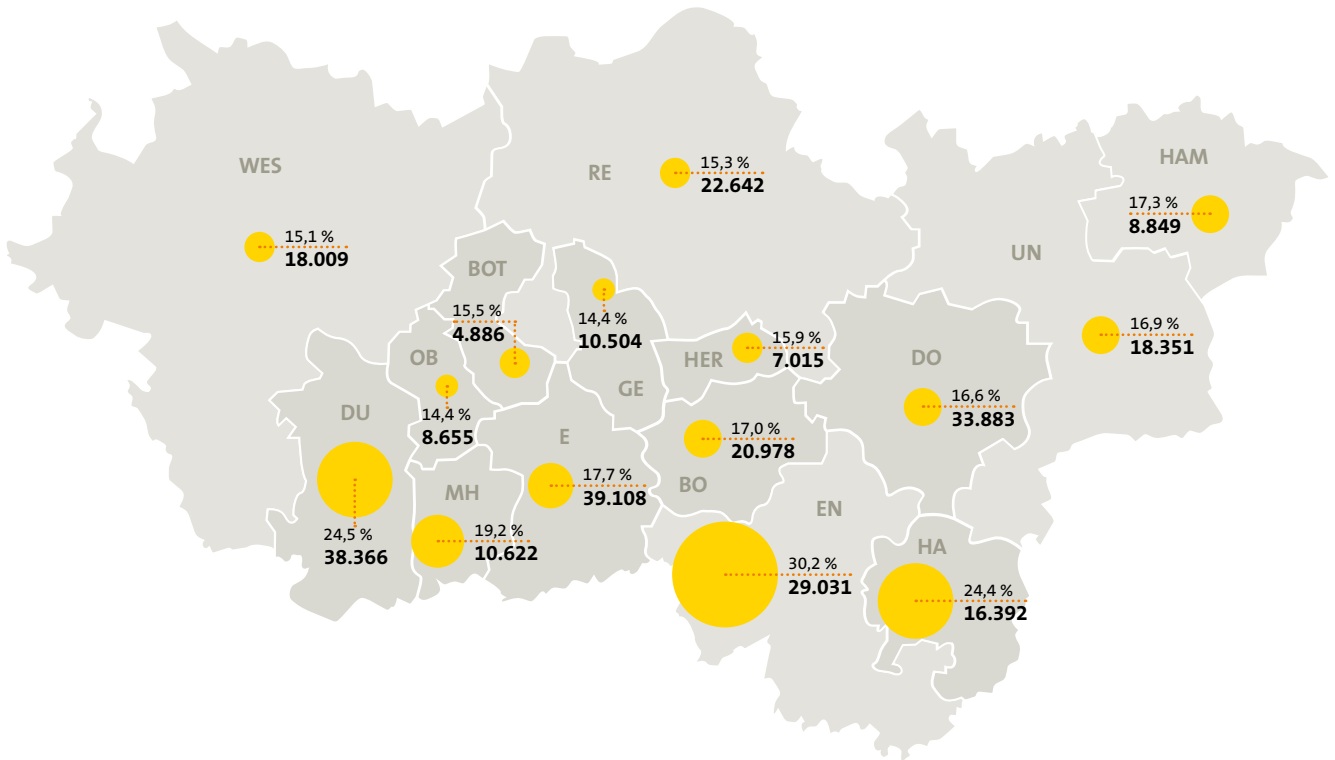 HAM
WES
RE
15,3 %
22.642
17,3 %
8.849
15,1 %
18.009
UN
BOT
15,5 %
4.886
14,4 %
10.504
16,9 %
18.351
OB
HER
15,9 %
7.015
DO
GE
14,4 %
8.655
16,6 %
33.883
DU
E
17,0 %
20.978
17,7 %
39.108
BO
MH
EN
24,5 %
38.366
19,2 %
10.622
HA
30,2 %
29.031
24,4 %
16.392